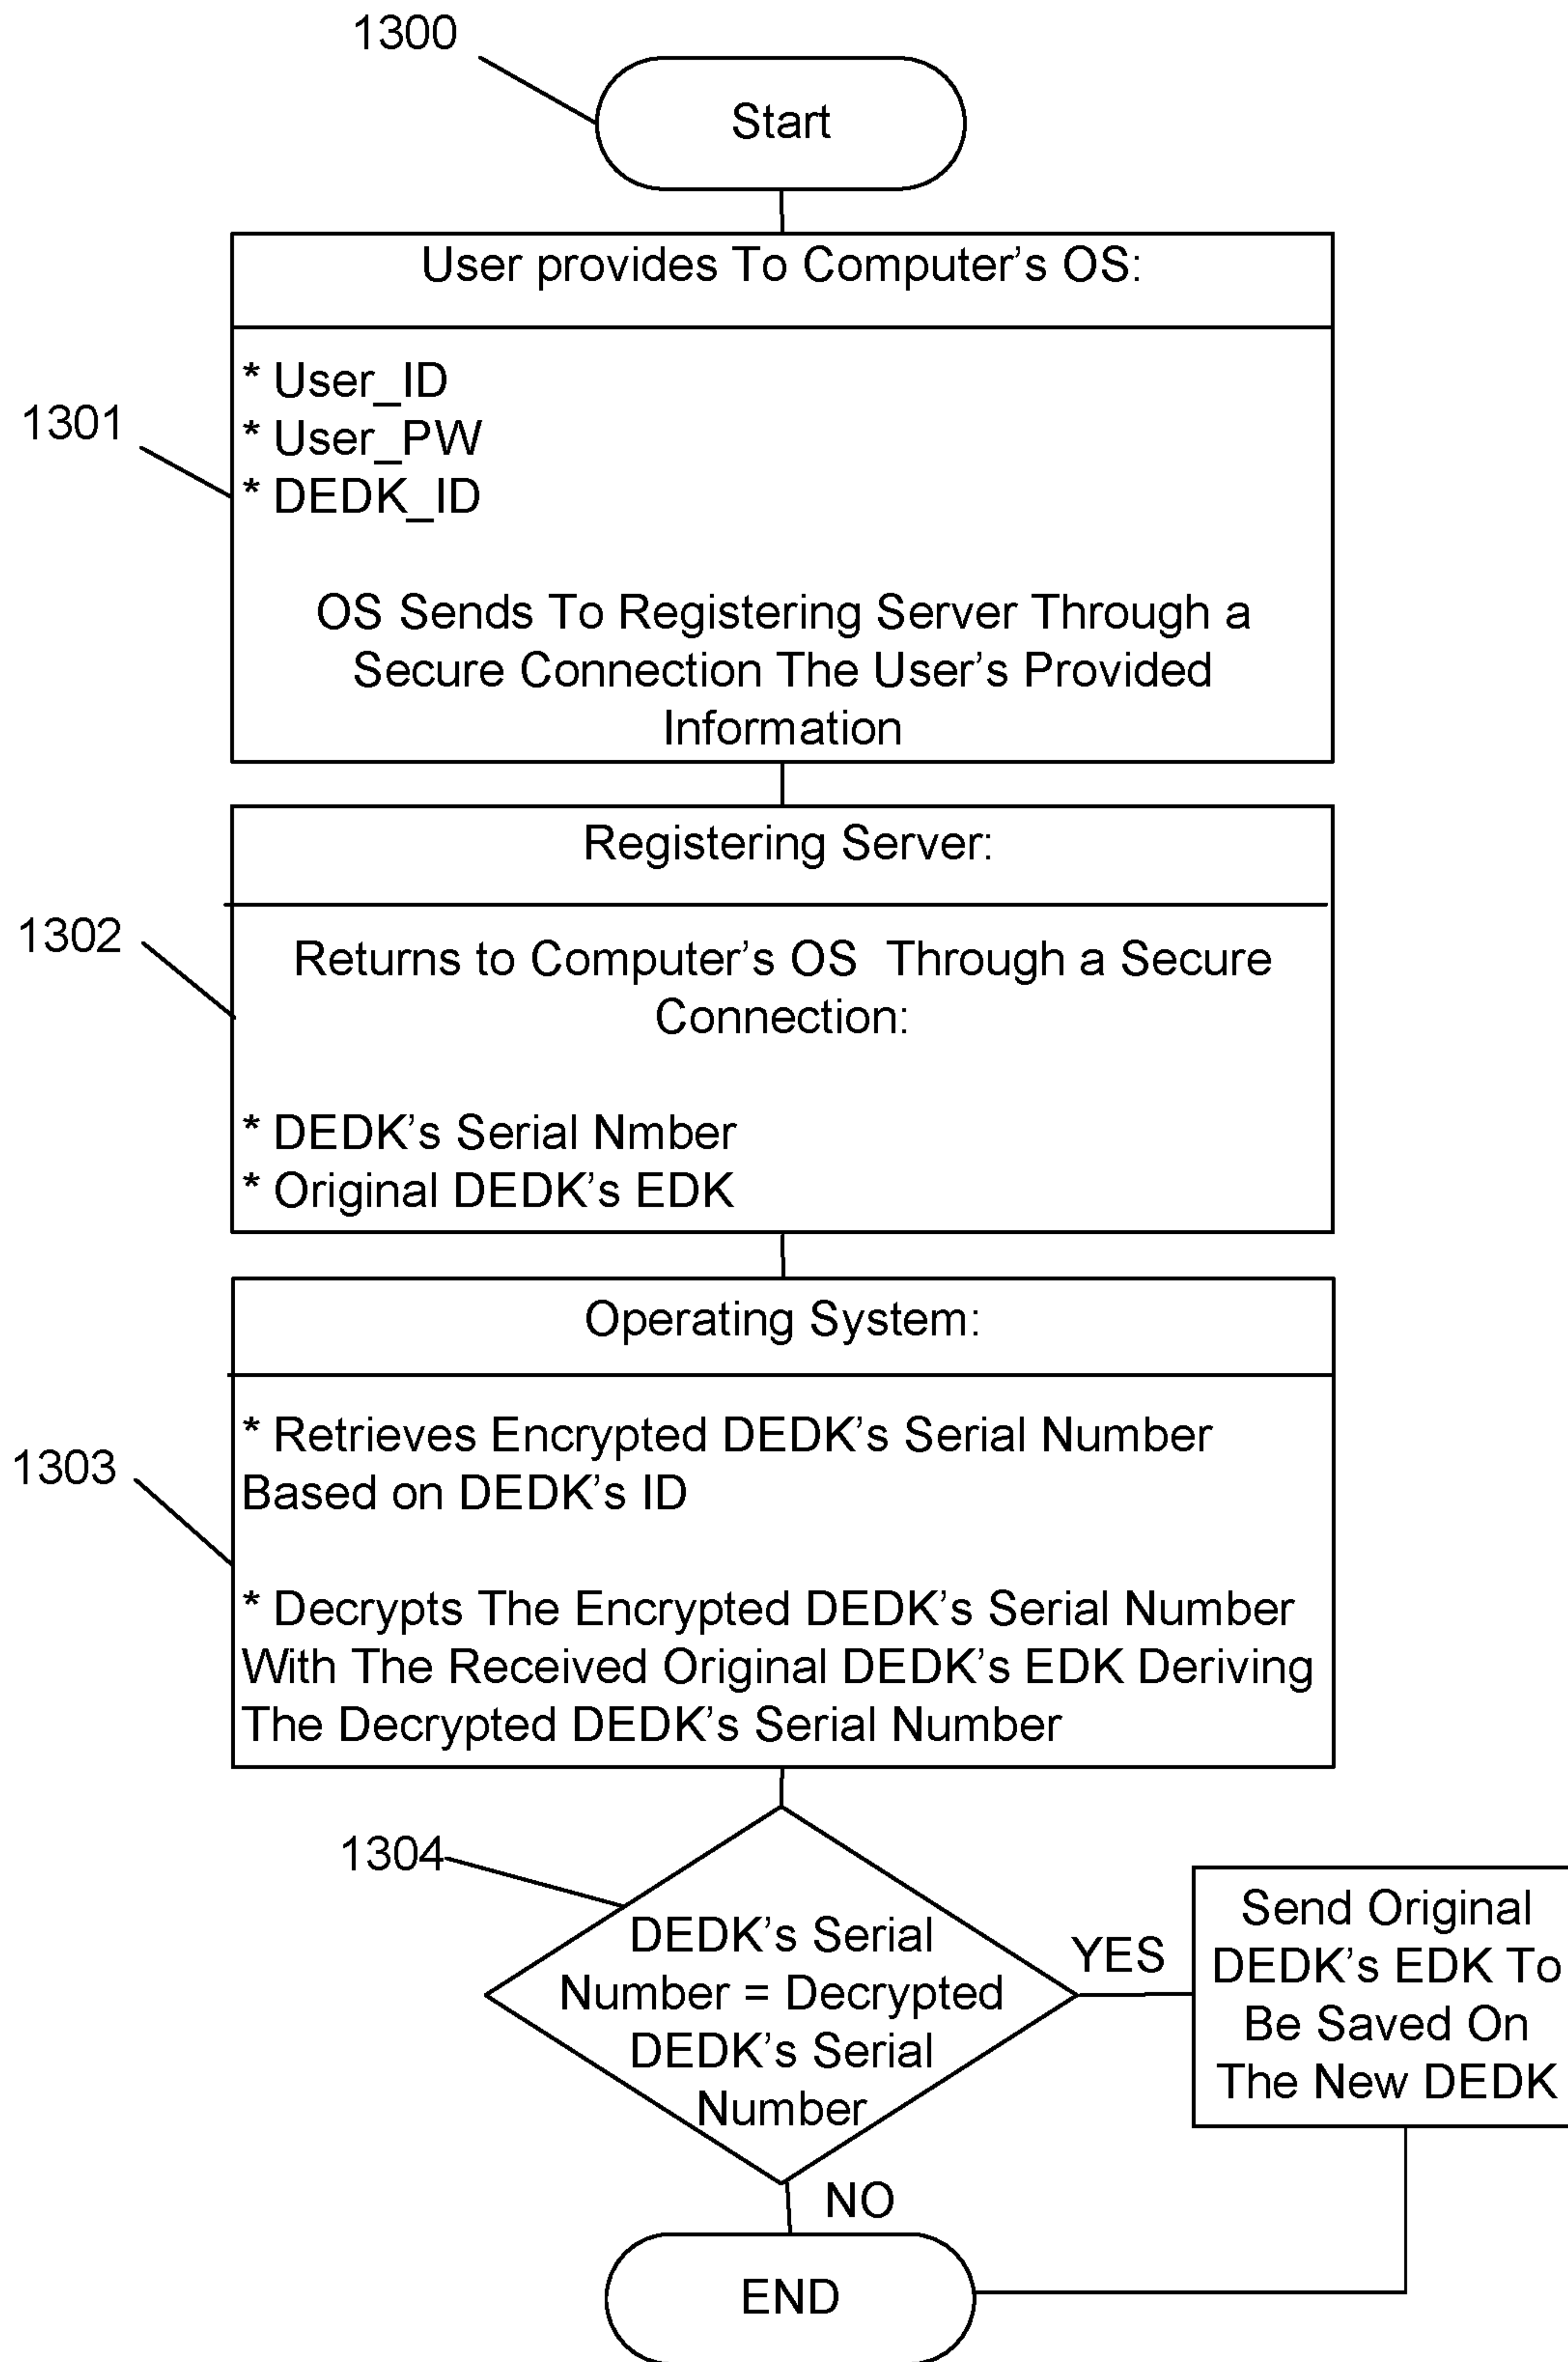 1300
Start
User provides To Computer's OS:
* User_ID
1301
* User_PW
* DEDK_ID
OS Sends To Registering Server Through a
Secure Connection The User's Provided
Information
Registering Server:
1302
Returns to Computer's OS Through a Secure
Connection:
* DEDK's Serial Nmber
* Original DEDK's EDK
Operating System:
* Retrieves Encrypted DEDK's Serial Number
1303
Based on DEDK's ID
* Decrypts The Encrypted DEDK's Serial Number
With The Received Original DEDK's EDK Deriving
The Decrypted DEDK's Serial Number
1304
DEDK's Serial
Number = Decrypted
DEDK's Serial
Number
YES
Send Original
DEDK's EDK To
Be Saved On
The New DEDK
NO
END